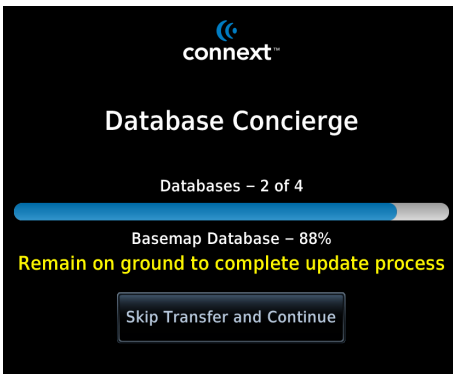 connext™
Database Concierge
Databases – 2 of 4
Basemap Database – 88%
Remain on ground to complete update process
Skip Transfer and Continue